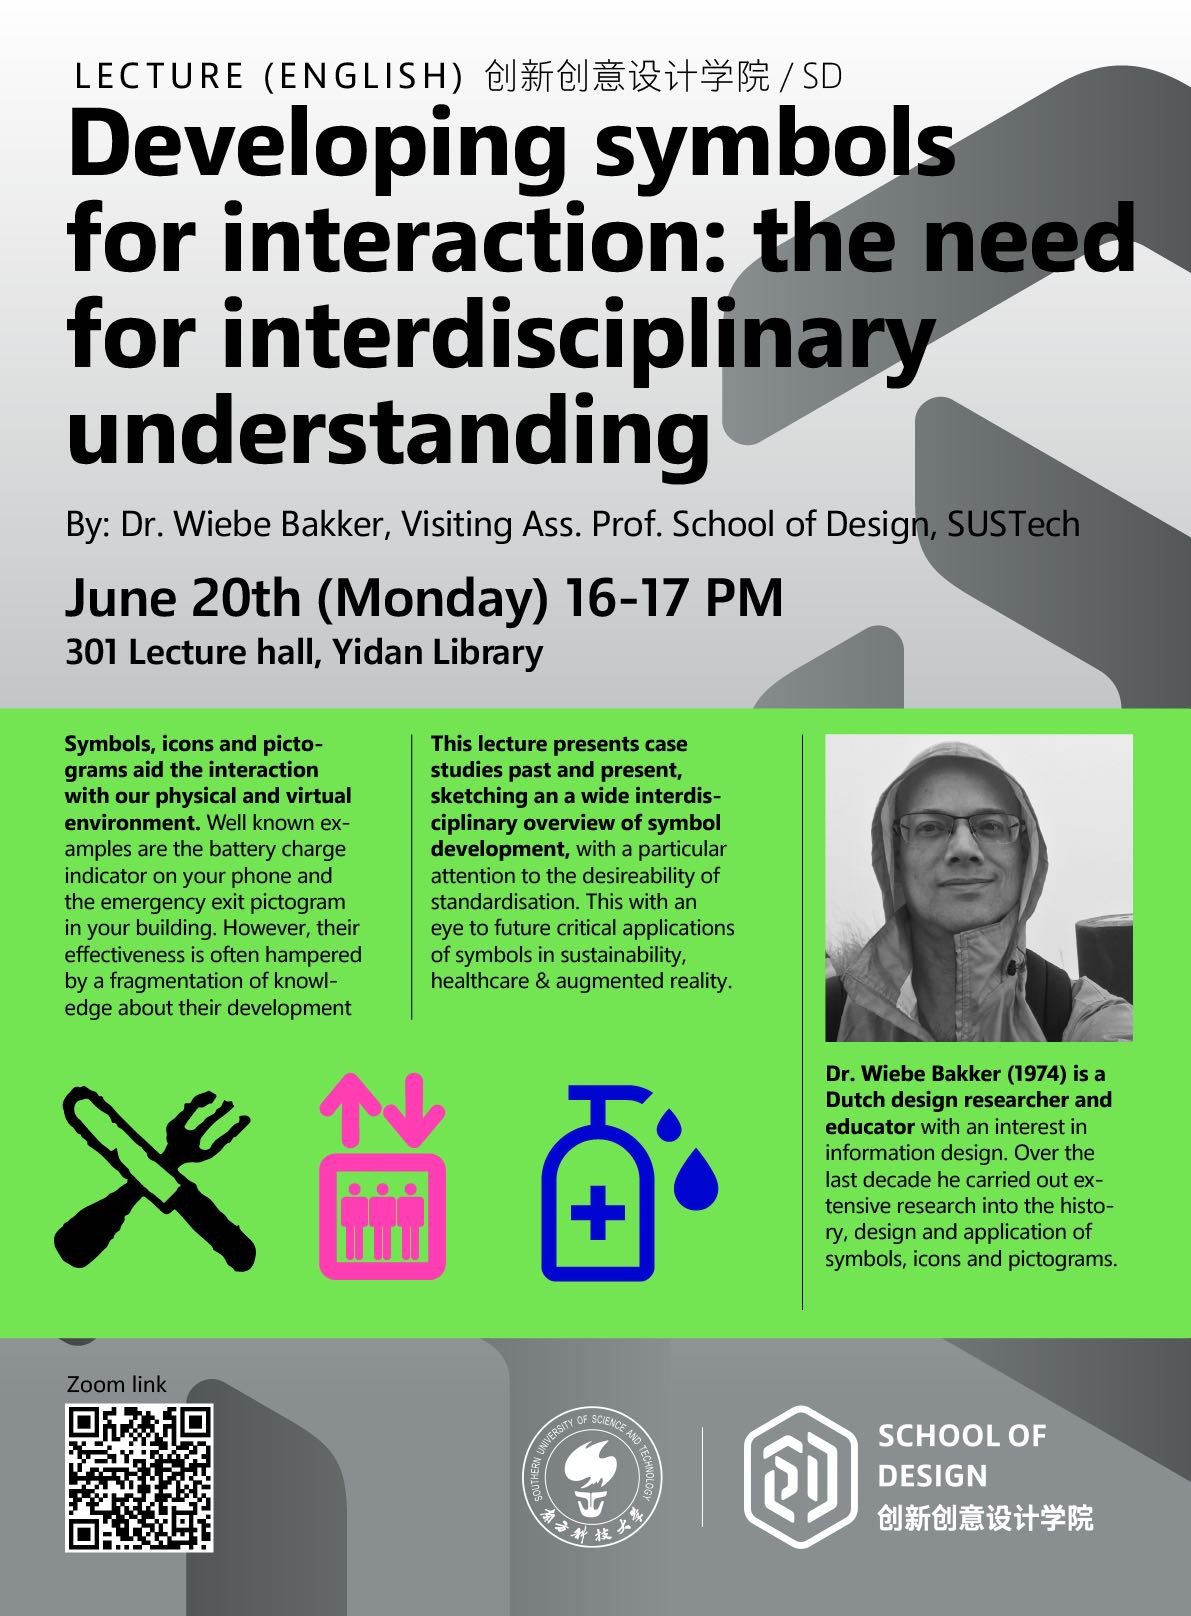 LECTURE (ENGLISH) 创新创意设计学院 / SD
Developing symbols
for interaction: the need
for interdisciplinary
understanding
By: Dr. Wiebe Bakker, Visiting Ass. Prof. School of Design, SUSTech
June 20th (Monday) 16-17 PM
301 Lecture hall, Yidan Library
Symbols, icons and picto-
grams aid the interaction
with our physical and virtual
environment. Well known ex-
amples are the battery charge
indicator on your phone and
the emergency exit pictogram
in your building. However, their
effectiveness is often hampered
by a fragmentation of knowl-
edge about their development
This lecture presents case
studies past and present,
sketching an a wide interdis-
ciplinary overview of symbol
development, with a particular
attention to the desireability of
standardisation. This with an
eye to future critical applications
of symbols in sustainability,
healthcare & augmented reality.
Dr. Wiebe Bakker (1974) is a
Dutch design researcher and
educator with an interest in
information design. Over the
last decade he carried out ex-
tensive research into the histo-
ry, design and application of
symbols, icons and pictograms.
Zoom link
SOUTHERN UNIVERSITY OF SCIENCE AND TECHNOLOGY
南方科技大学
SCHOOL OF
DESIGN
创新创意设计学院